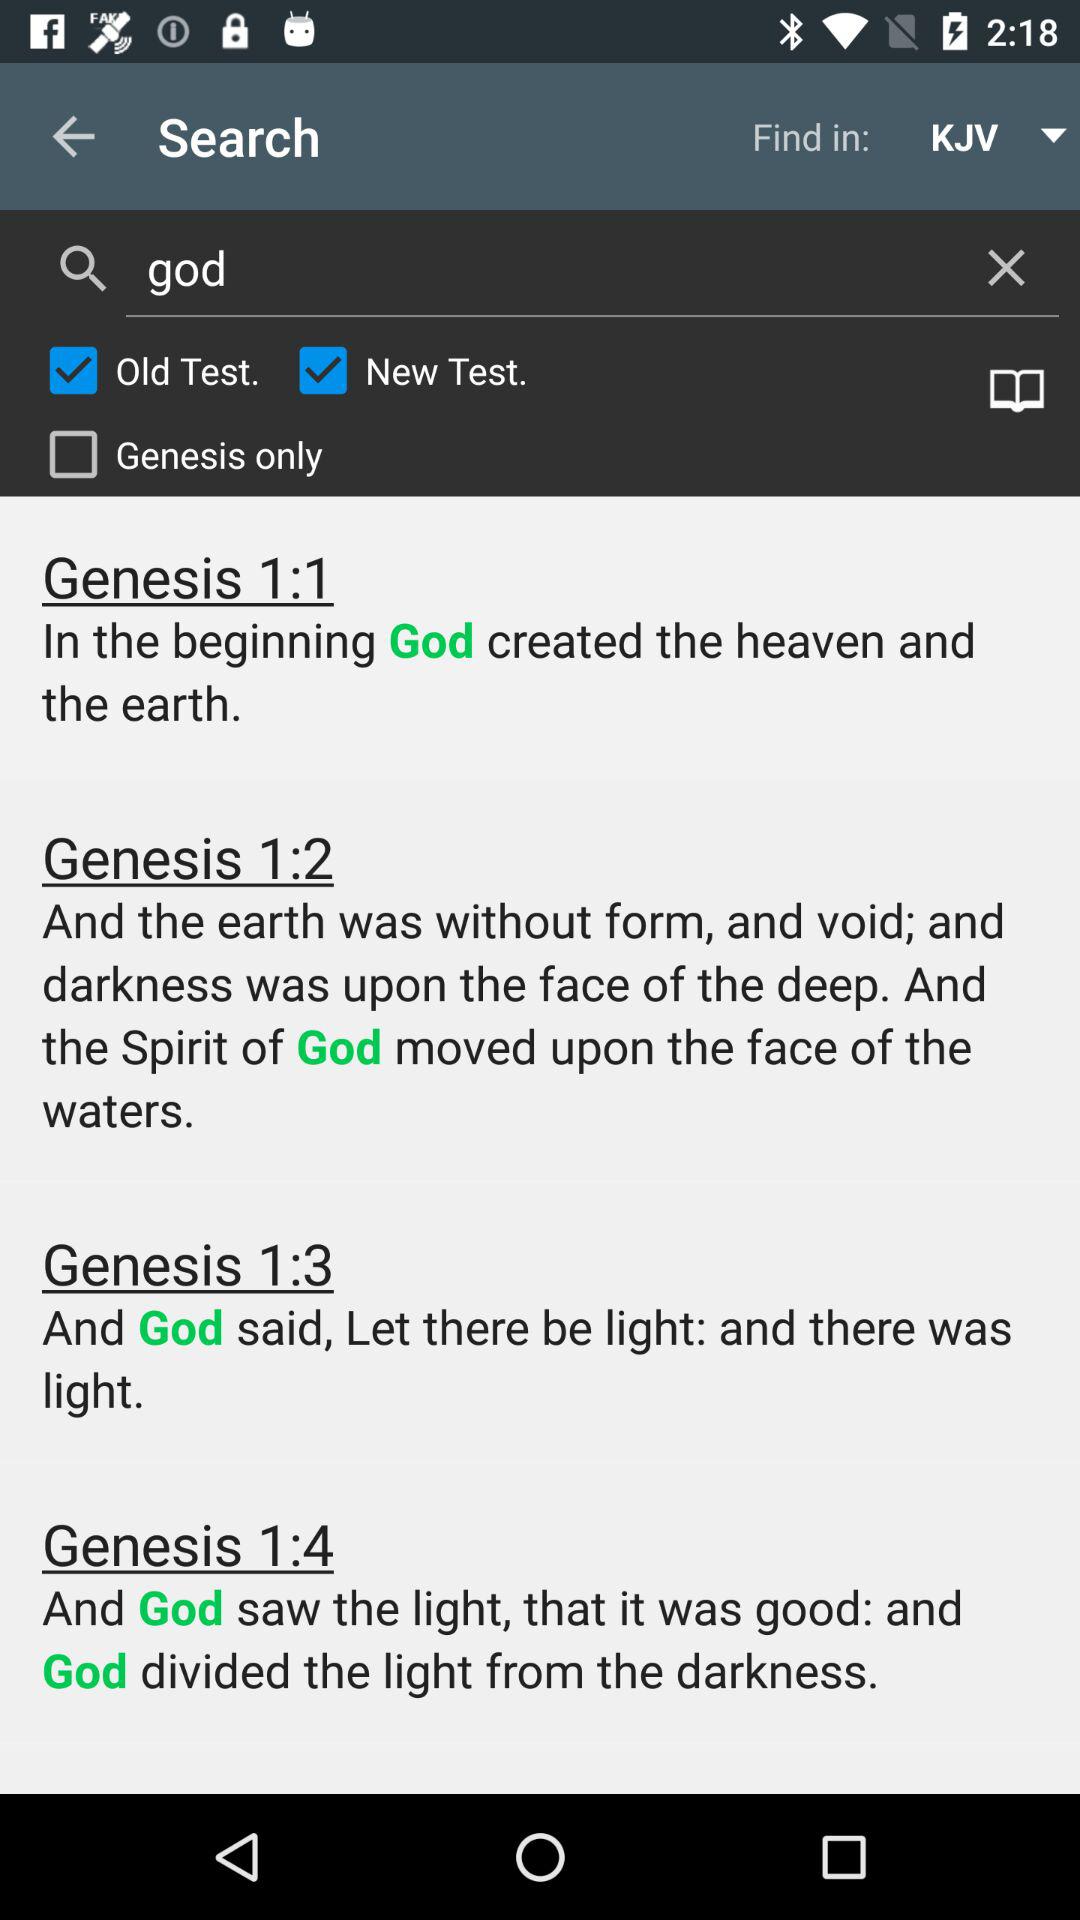 FAK
2:18
Search Find in: KJV
god
Old Test. New Test.
Genesis only
Genesis 1:1
In the beginning God created the heaven and
the earth.
Genesis 1:2
And the earth was without form, and void; and
darkness was upon the face of the deep. And
the Spirit of God moved upon the face of the
waters.
Genesis 1:3
And God said, Let there be light: and there was
light.
Genesis 1:4
And God saw the light, that it was good: and
God divided the light from the darkness.